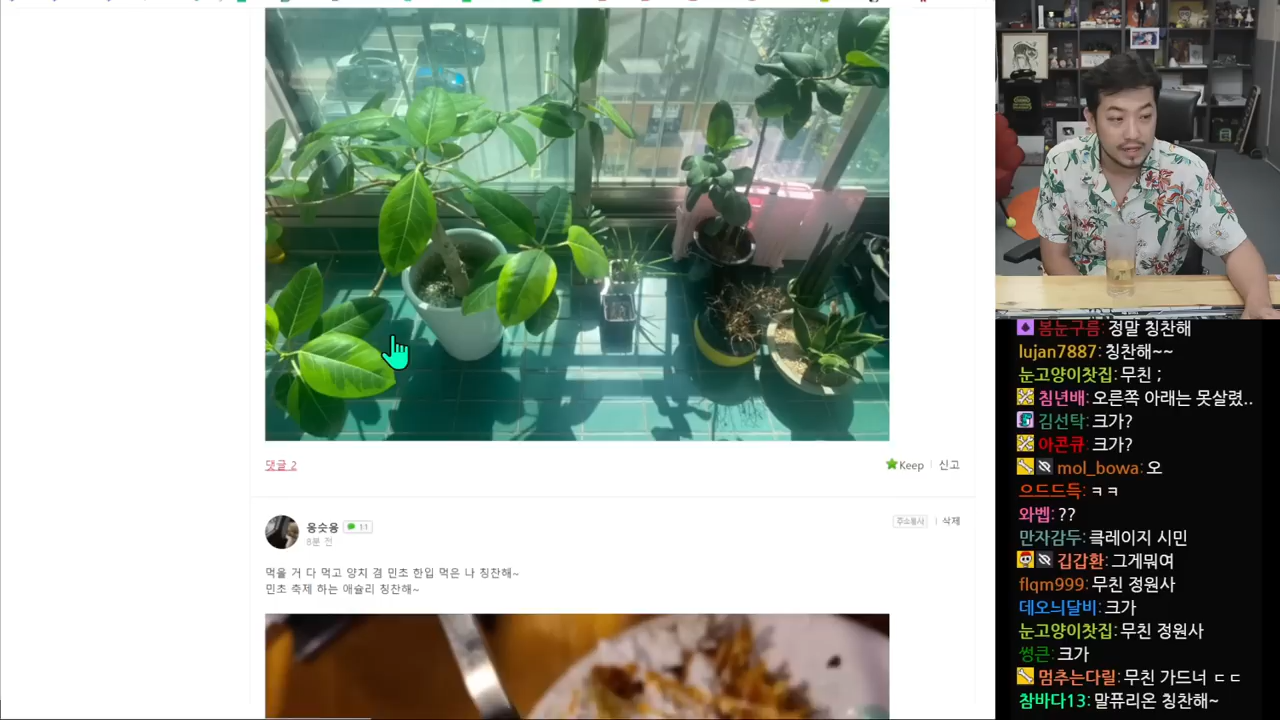 댓글 2
Keep
신고
옹슷옹 11
8분 전
주소복사
삭제
먹을 거 다 먹고 양치 겸 민초 한입 먹은 나 칭찬해~
민초 축제 하는 애슐리 칭찬해~
봄눈구름: 정말 칭찬해
lujan7887: 칭찬해~~
눈고양이찻집: 무친 ;
침년배: 오른쪽 아래는 못살렸..
김선탁: 크가?
아콘큐: 크가?
mol_bowa: 오
으드드득: ㅋㅋ
와벱: ??
만자감두: 킄레이지 시민
김갑환: 그게뭐여
flqm999: 무친 정원사
데오늬달비: 크가
눈고양이찻집: 무친 정원사
썽큰: 크가
멈추는다릴: 무친 가드너 ㄷㄷ
참바다13: 말퓨리온 칭찬해~